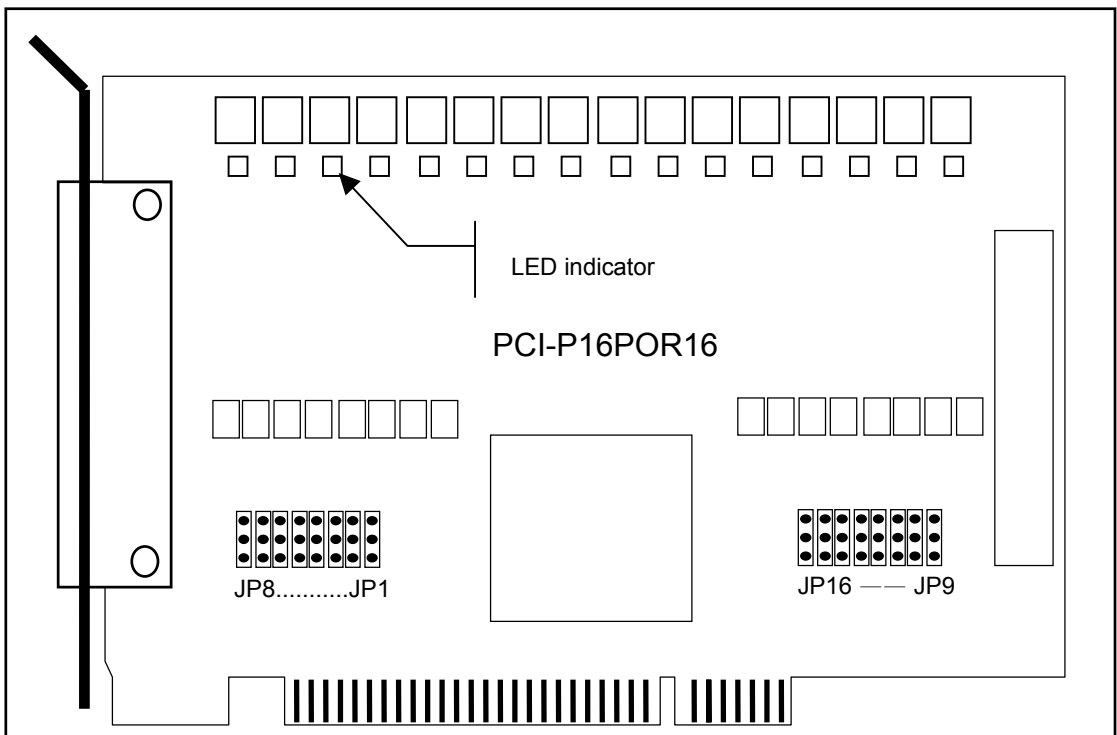 LED indicator
PCI-P16POR16
JP8...........JP1
JP16 —— JP9